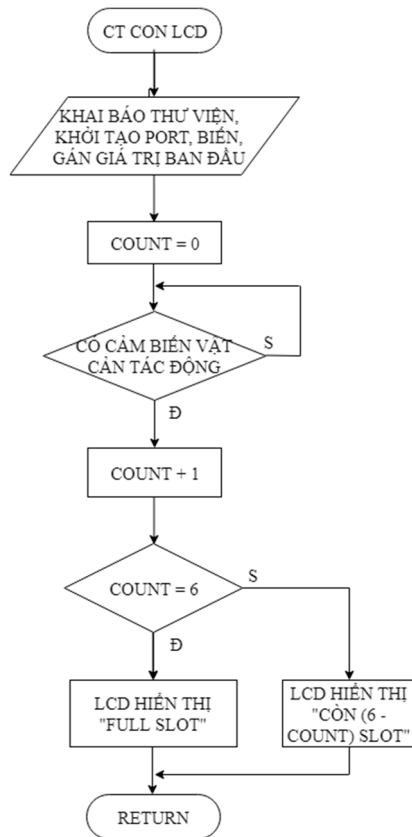 CT CON LCD
KHAI BÁO THƯ VIỆN,
KHỞI TẠO PORT, BIẾN,
GÁN GIÁ TRỊ BAN ĐẦU
COUNT = 0
CÓ CẢM BIẾN VẬT
CẢN TÁC ĐỘNG
S
Đ
COUNT + 1
COUNT = 6
S
Đ
LCD HIỂN THỊ
"FULL SLOT"
LCD HIỂN THỊ
"CÒN (6 -
COUNT) SLOT"
RETURN